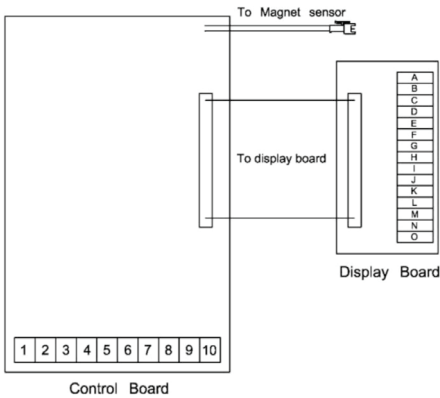 To Magnet sensor
A
B
C
D
E
F
G
H
I
J
K
L
M
N
O
To display board
Display Board
1 2 3 4 5 6 7 8 9 10
Control Board